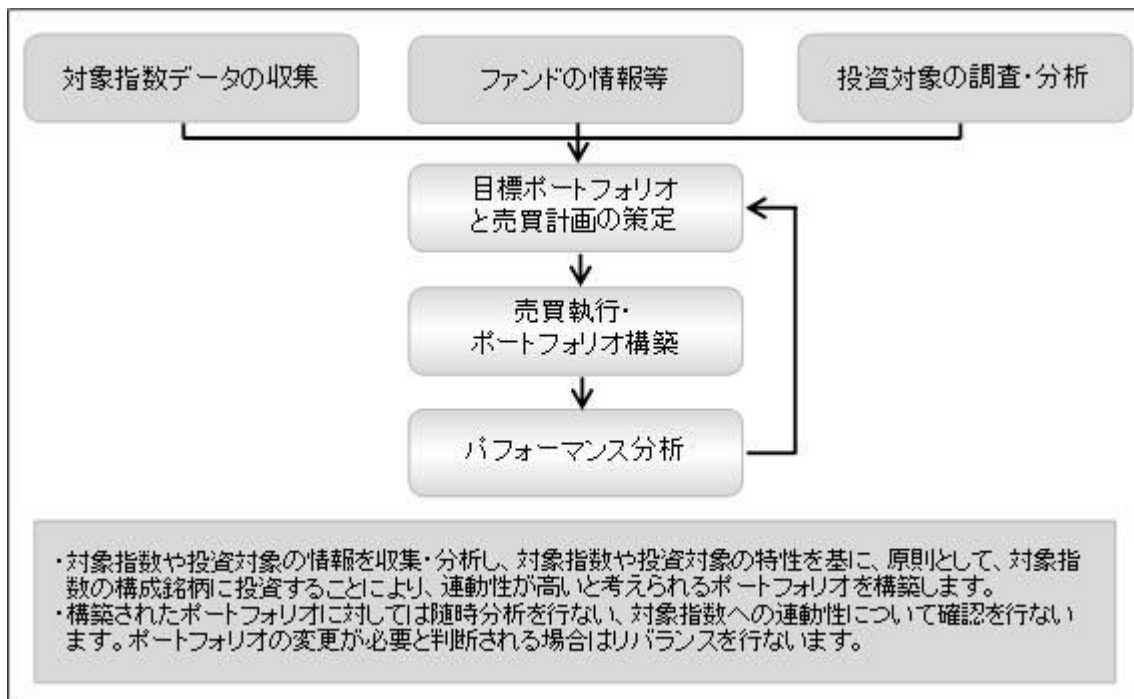 対象指数データの収集
ファンドの情報等
投資対象の調査・分析
目標ポートフォリオ
と売買計画の策定
売買執行・
ポートフォリオ構築
パフォーマンス分析
・対象指数や投資対象の情報を収集・分析し、対象指数や投資対象の特性を基に、原則として、対象指
数の構成銘柄に投資することにより、連動性が高いと考えられるポートフォリオを構築します。
・構築されたポートフォリオに対しては随時分析を行ない、対象指数への連動性について確認を行ない
ます。ポートフォリオの変更が必要と判断される場合はリバランスを行ないます。